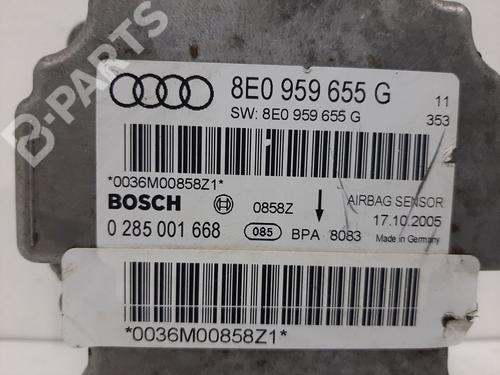 B-PARTS
8E0 959 655 G
SW: 8E0 959 655 G
11
353
*0036M00858Z1*
BOSCH
0858Z
AIRBAG SENSOR
17.10.2005
0 285 001 668
085
BPA 8083
Made in Germany
*0036M00858Z1*